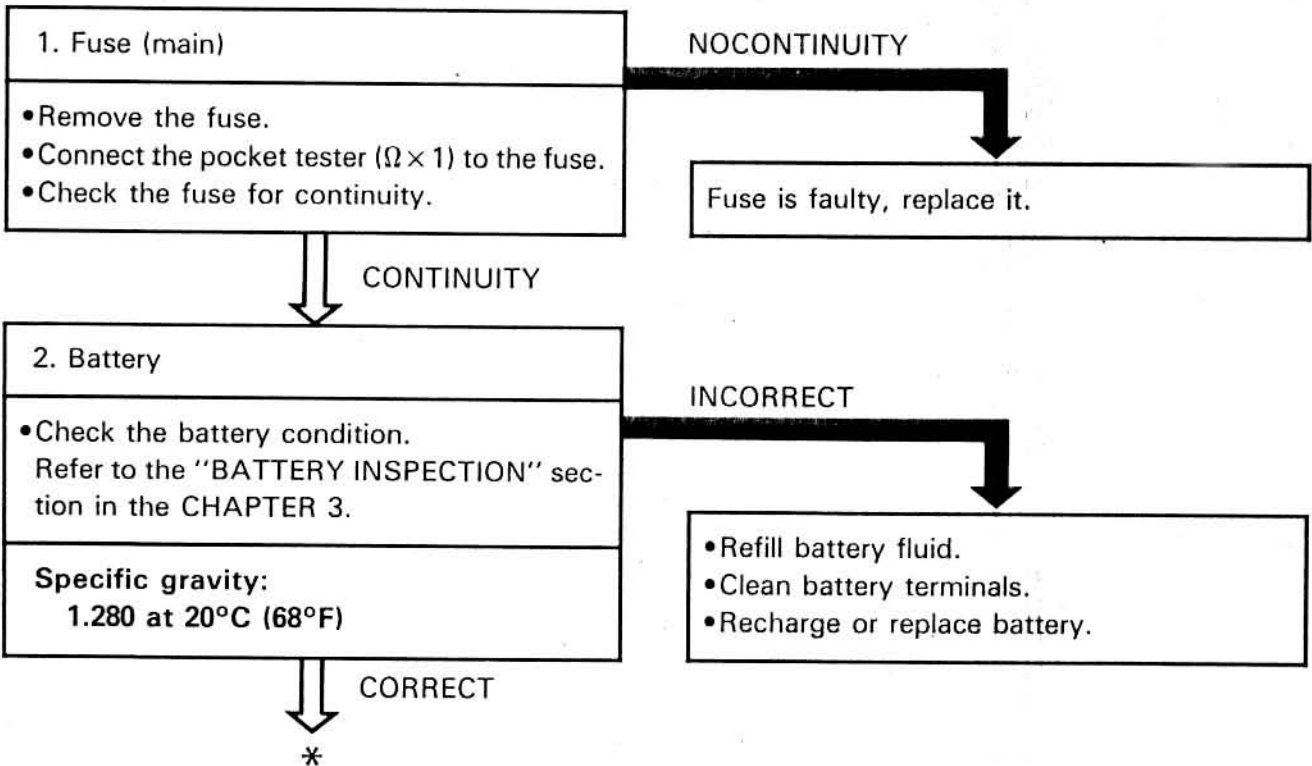 1. Fuse (main)
NOCONTINUITY
•Remove the fuse.
•Connect the pocket tester (Ω × 1) to the fuse.
•Check the fuse for continuity.
Fuse is faulty, replace it.
CONTINUITY
2. Battery
INCORRECT
•Check the battery condition.
Refer to the "BATTERY INSPECTION" sec-
tion in the CHAPTER 3.
Specific gravity:
1.280 at 20°C (68°F)
•Refill battery fluid.
•Clean battery terminals.
•Recharge or replace battery.
CORRECT
*